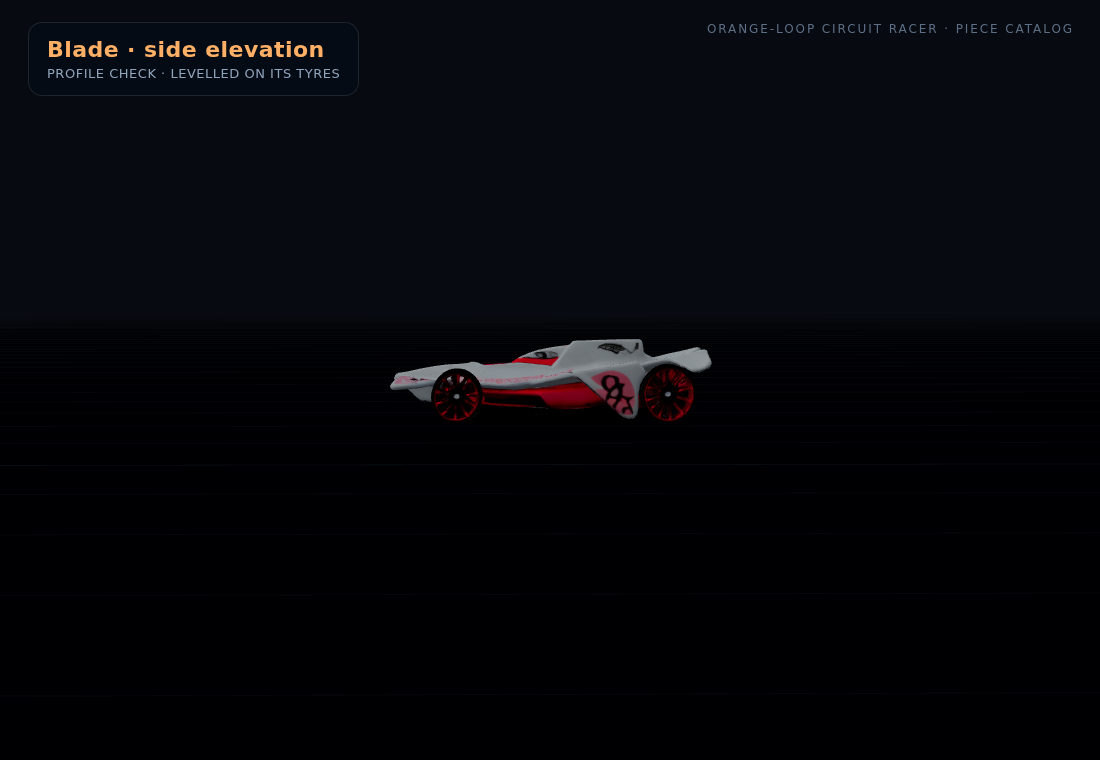 Blade · side elevation
PROFILE CHECK · LEVELLED ON ITS TYRES
ORANGE-LOOP CIRCUIT RACER · PIECE CATALOG